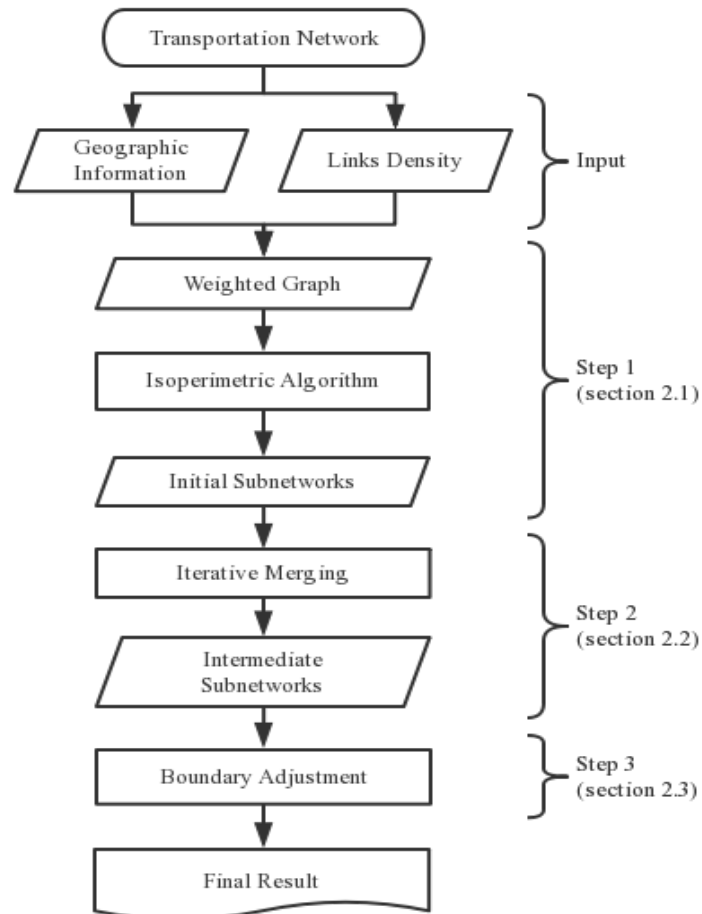 Transportation Network
Geographic
Information
Links Density
Input
Weighted Graph
Isoperimetric Algorithm
Step 1
(section 2.1)
Initial Subnetworks
Iterative Merging
Step 2
(section 2.2)
Intermediate
Subnetworks
Boundary Adjustment
Step 3
(section 2.3)
Final Result